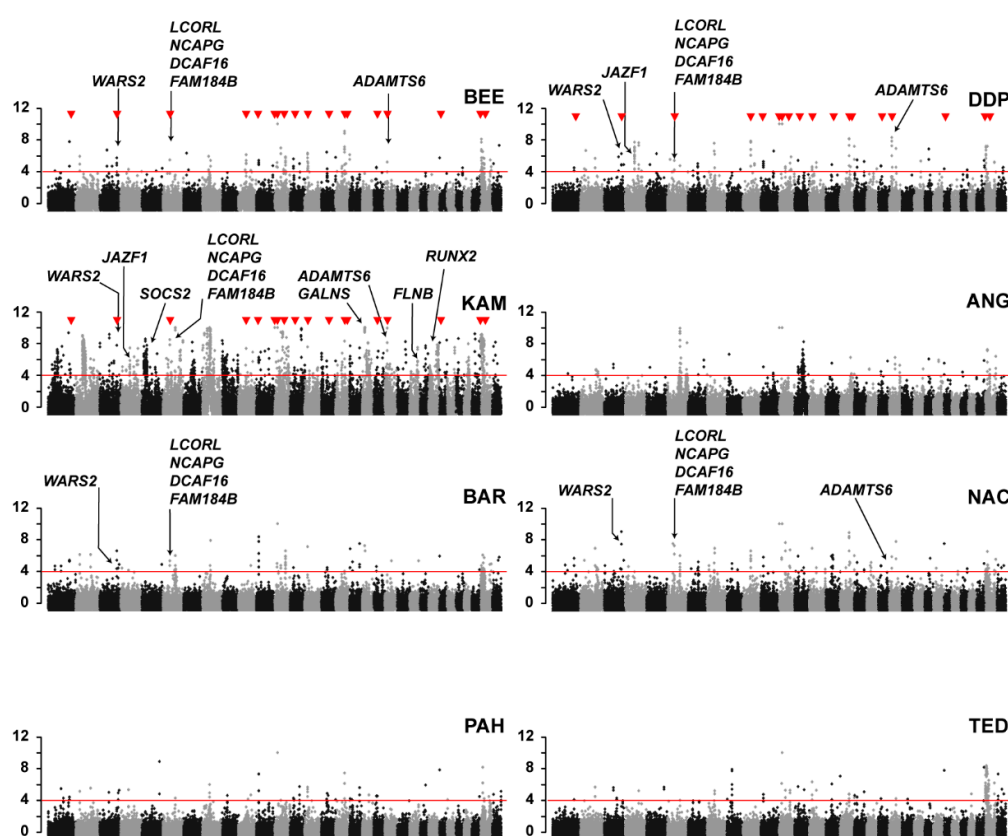 LCORL
NCAPG
DCAF16
FAM184B
WARS2
ADAMTS6
BEE
12
8
4
0
LCORL
NCAPG
DCAF16
FAM184B
JAZF1
WARS2
ADAMTS6
DDP
12
8
4
0
LCORL
NCAPG
DCAF16
FAM184B
JAZF1
WARS2
SOCS2
ADAMTS6
GALNS
FLNB
RUNX2
KAM
12
8
4
0
ANG
12
8
4
0
LCORL
NCAPG
DCAF16
FAM184B
WARS2
BAR
12
8
4
0
LCORL
NCAPG
DCAF16
FAM184B
WARS2
ADAMTS6
NAC
12
8
4
0
PAH
12
8
4
0
TED
12
8
4
0